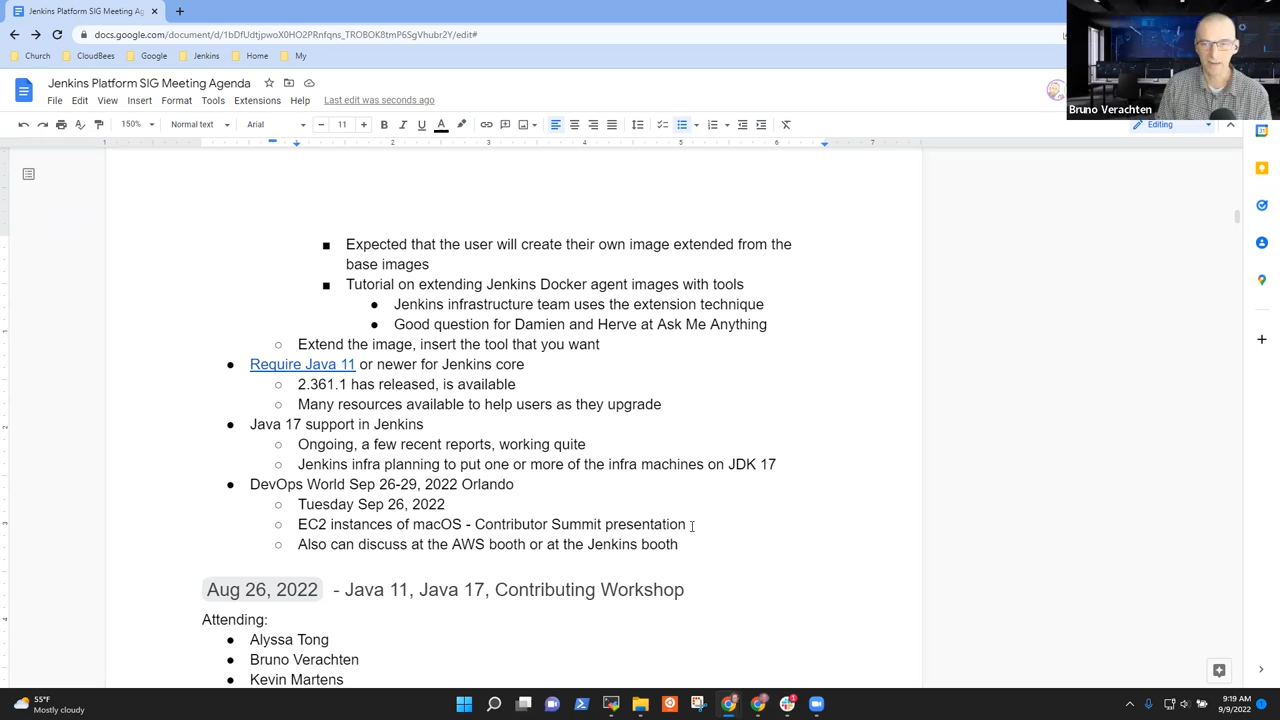 Jenkins Platform SIG Meeting Ag
docs.google.com/document/d/1bDfUdtjpwoX0HO2PRnfqns_TROBOK8tmP6SgVhubr2Y/edit#
Church
CloudBees
Google
Jenkins
Home
My
Bruno Verachten
Jenkins Platform SIG Meeting Agenda
File Edit View Insert Format Tools Extensions Help Last edit was seconds ago
150% Normal text Arial 11 Editing
1 1 2 3 4 5 6 7
Expected that the user will create their own image extended from the
base images
Tutorial on extending Jenkins Docker agent images with tools
Jenkins infrastructure team uses the extension technique
Good question for Damien and Herve at Ask Me Anything
Extend the image, insert the tool that you want
Require Java 11 or newer for Jenkins core
2.361.1 has released, is available
Many resources available to help users as they upgrade
Java 17 support in Jenkins
Ongoing, a few recent reports, working quite
Jenkins infra planning to put one or more of the infra machines on JDK 17
DevOps World Sep 26-29, 2022 Orlando
Tuesday Sep 26, 2022
EC2 instances of macOS - Contributor Summit presentation
Also can discuss at the AWS booth or at the Jenkins booth
Aug 26, 2022 - Java 11, Java 17, Contributing Workshop
Attending:
Alyssa Tong
Bruno Verachten
Kevin Martens
55°F
Mostly cloudy
9:19 AM
9/9/2022